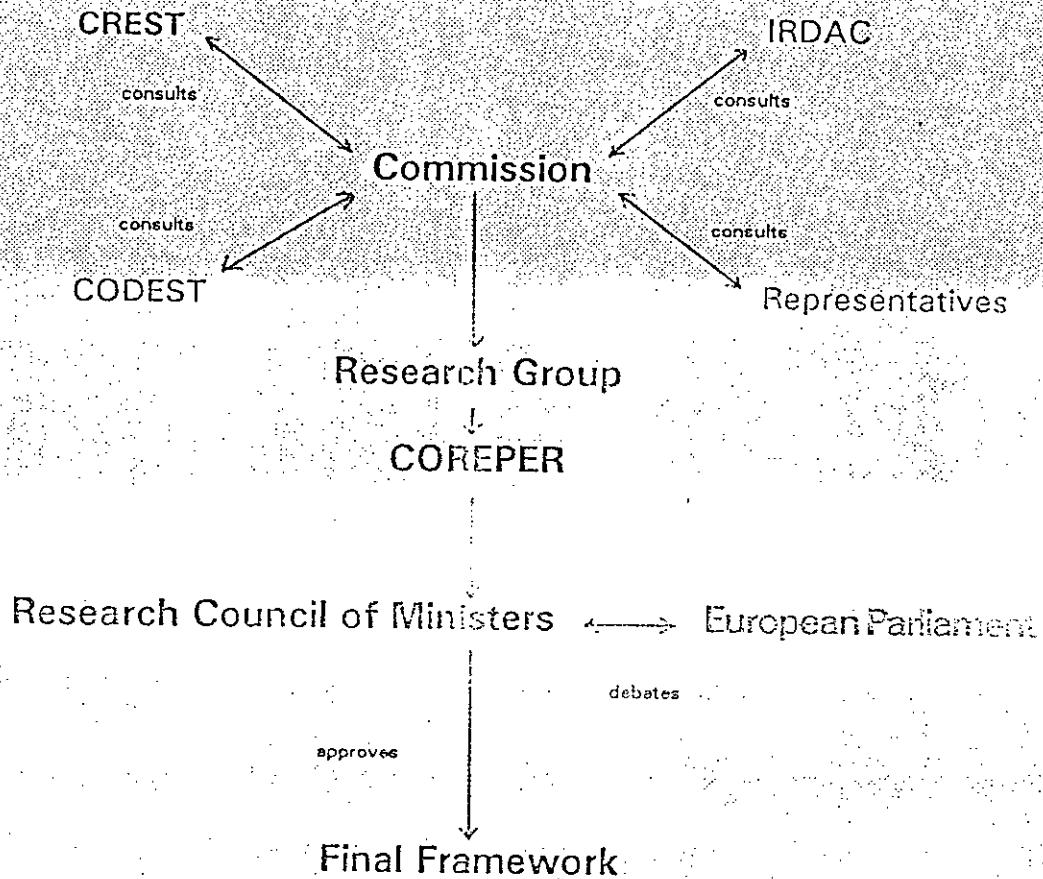 CREST
IRDAC
consults
consults
Commission
consults
consults
CODEST
Representatives
Research Group
COREPER
Research Council of Ministers
European Parliament
debates
approves
Final Framework